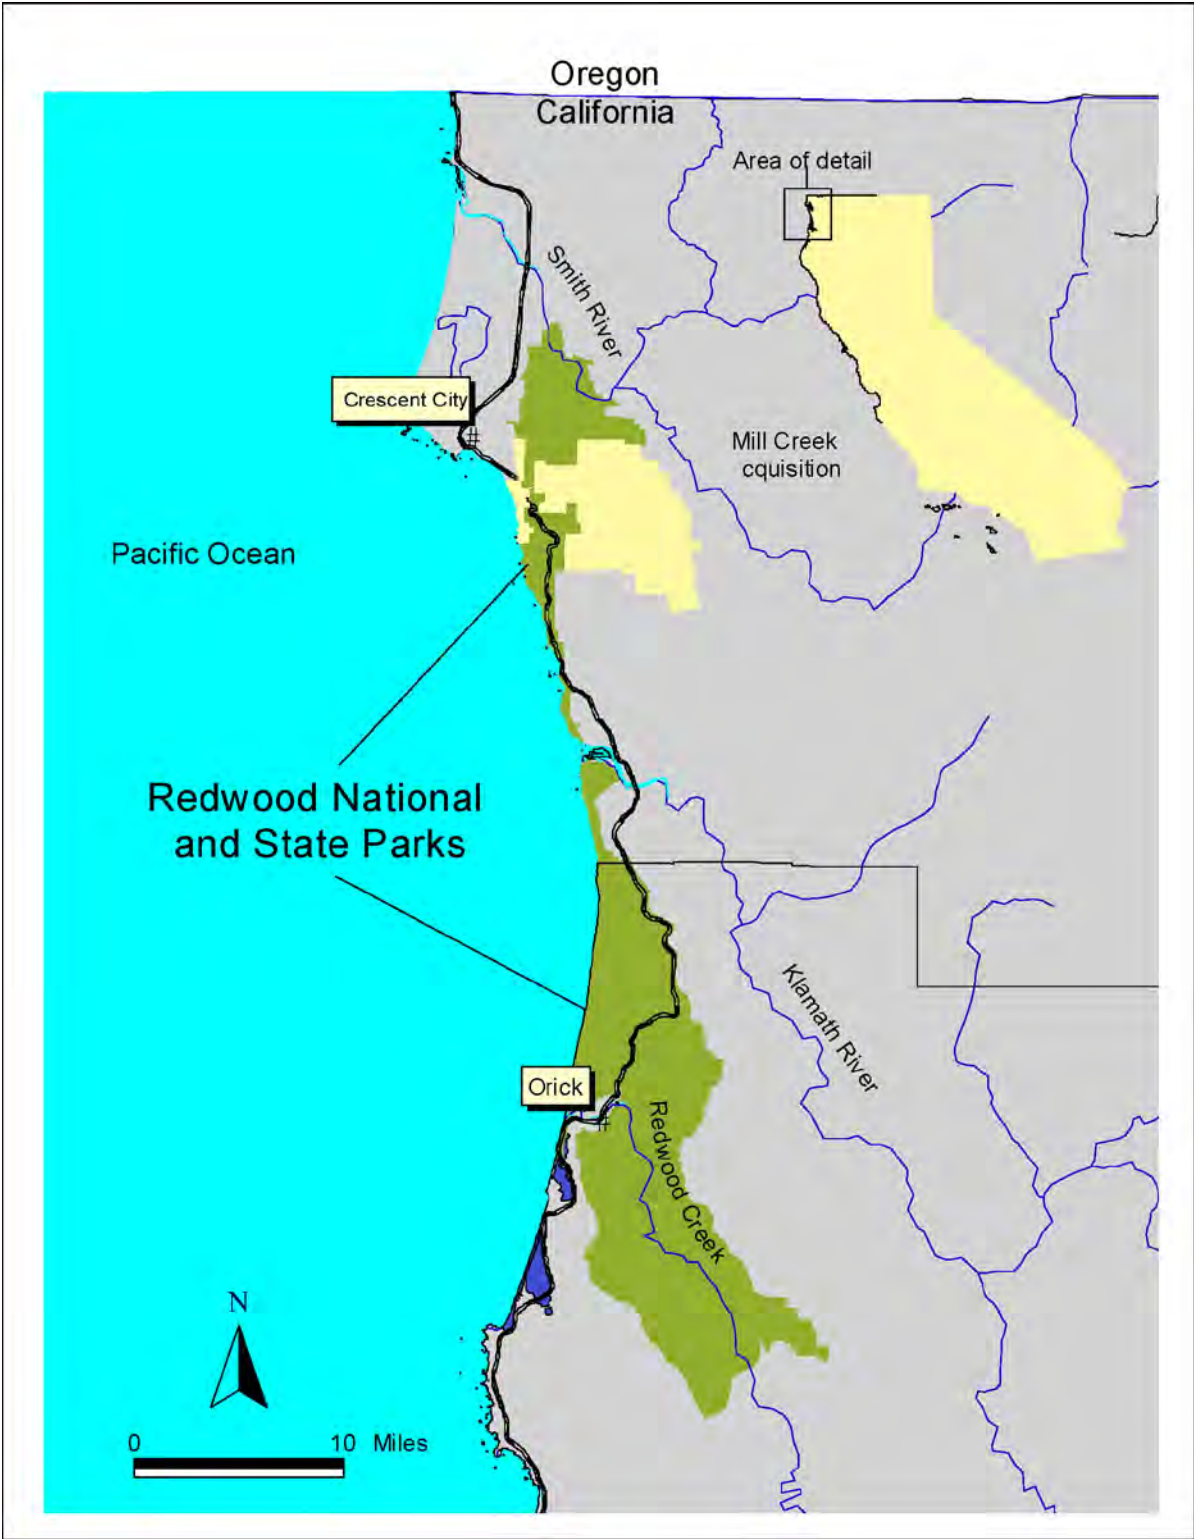 Oregon
California
Area of detail
Smith River
Crescent City
Mill Creek
cquisition
Pacific Ocean
Redwood National
and State Parks
Klamath River
Orick
Redwood Creek
N
0 10 Miles